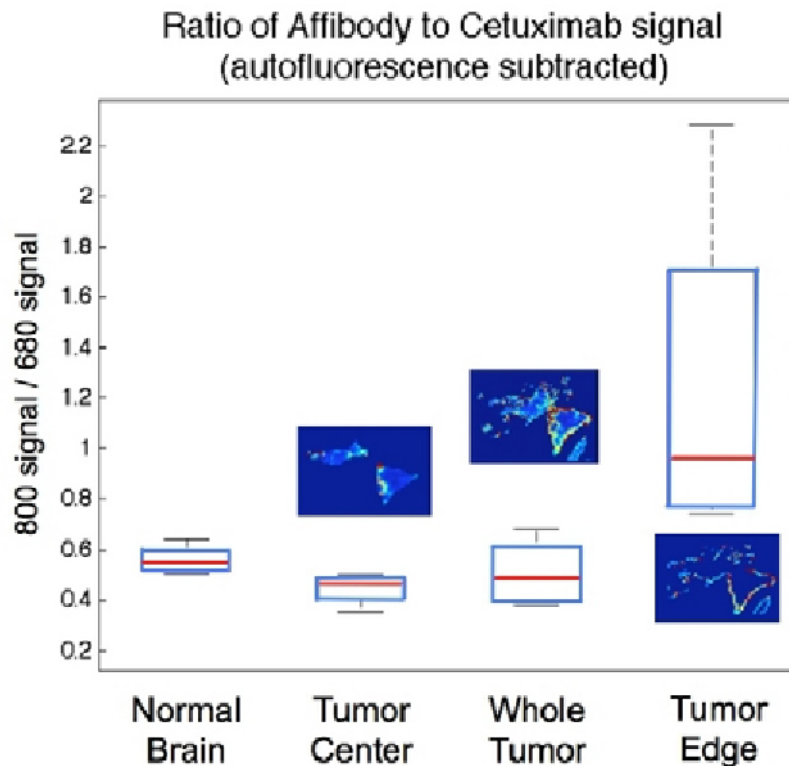 Ratio of Affibody to Cetuximab signal
(autofluorescence subtracted)
800 signal / 680 signal
2.2
2
1.8
1.6
1.4
1.2
1
0.8
0.6
0.4
0.2
Normal Brain
Tumor Center
Whole Tumor
Tumor Edge